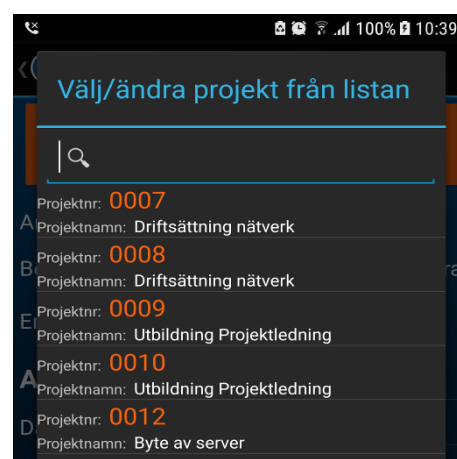 100% 10:39
Välj/ändra projekt från listan
Projektnr: 0007
Projektnamn: Driftsättning nätverk
Projektnr: 0008
Projektnamn: Driftsättning nätverk
Projektnr: 0009
Projektnamn: Utbildning Projektledning
Projektnr: 0010
Projektnamn: Utbildning Projektledning
Projektnr: 0012
Projektnamn: Byte av server